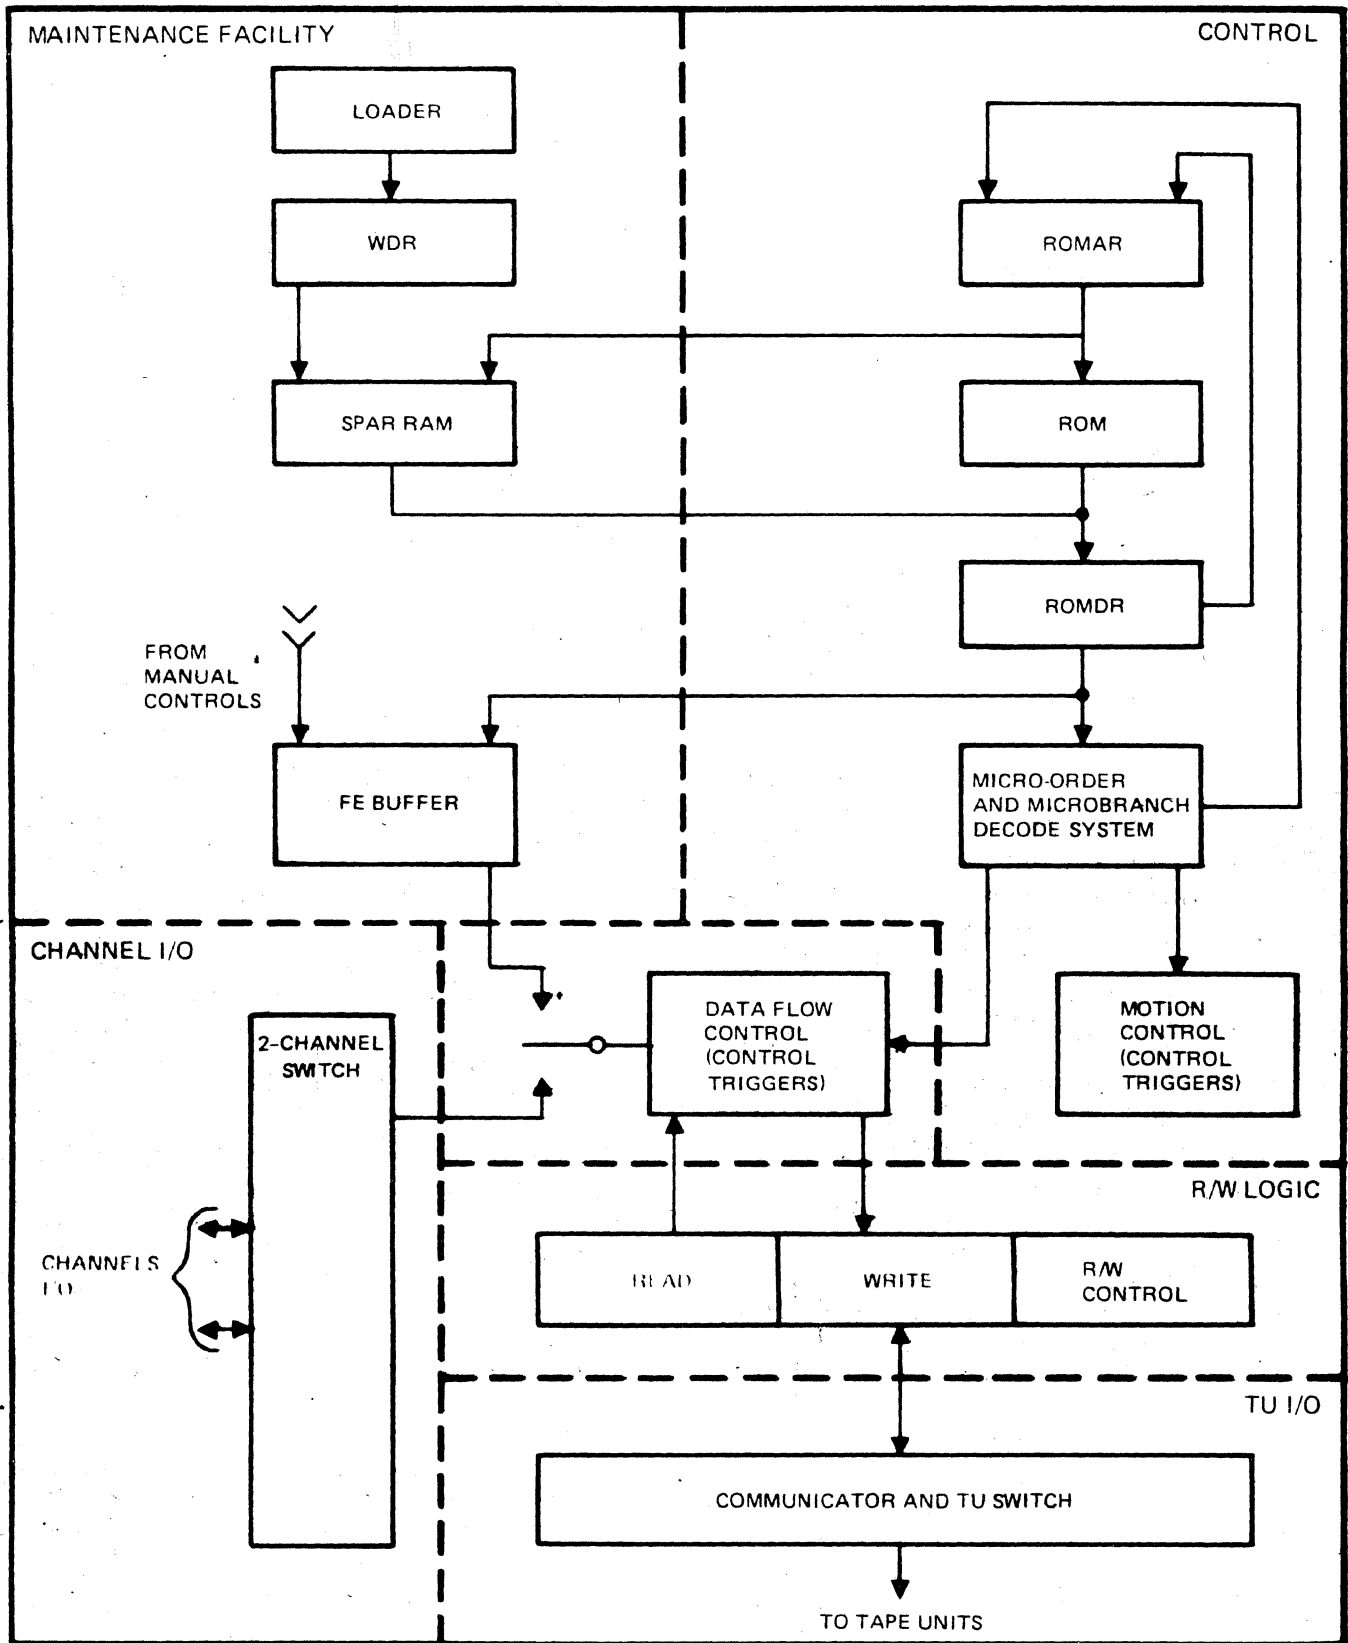 MAINTENANCE FACILITY
CONTROL
LOADER
WDR
ROMAR
SPAR RAM
ROM
ROMDR
FROM
MANUAL
CONTROLS
FE BUFFER
MICRO-ORDER
AND MICROBRANCH
DECODE SYSTEM
CHANNEL I/O
2-CHANNEL
SWITCH
DATA FLOW
CONTROL
(CONTROL
TRIGGERS)
MOTION
CONTROL
(CONTROL
TRIGGERS)
R/W LOGIC
CHANNELS
I/O
READ
WRITE
R/W
CONTROL
TU I/O
COMMUNICATOR AND TU SWITCH
TO TAPE UNITS